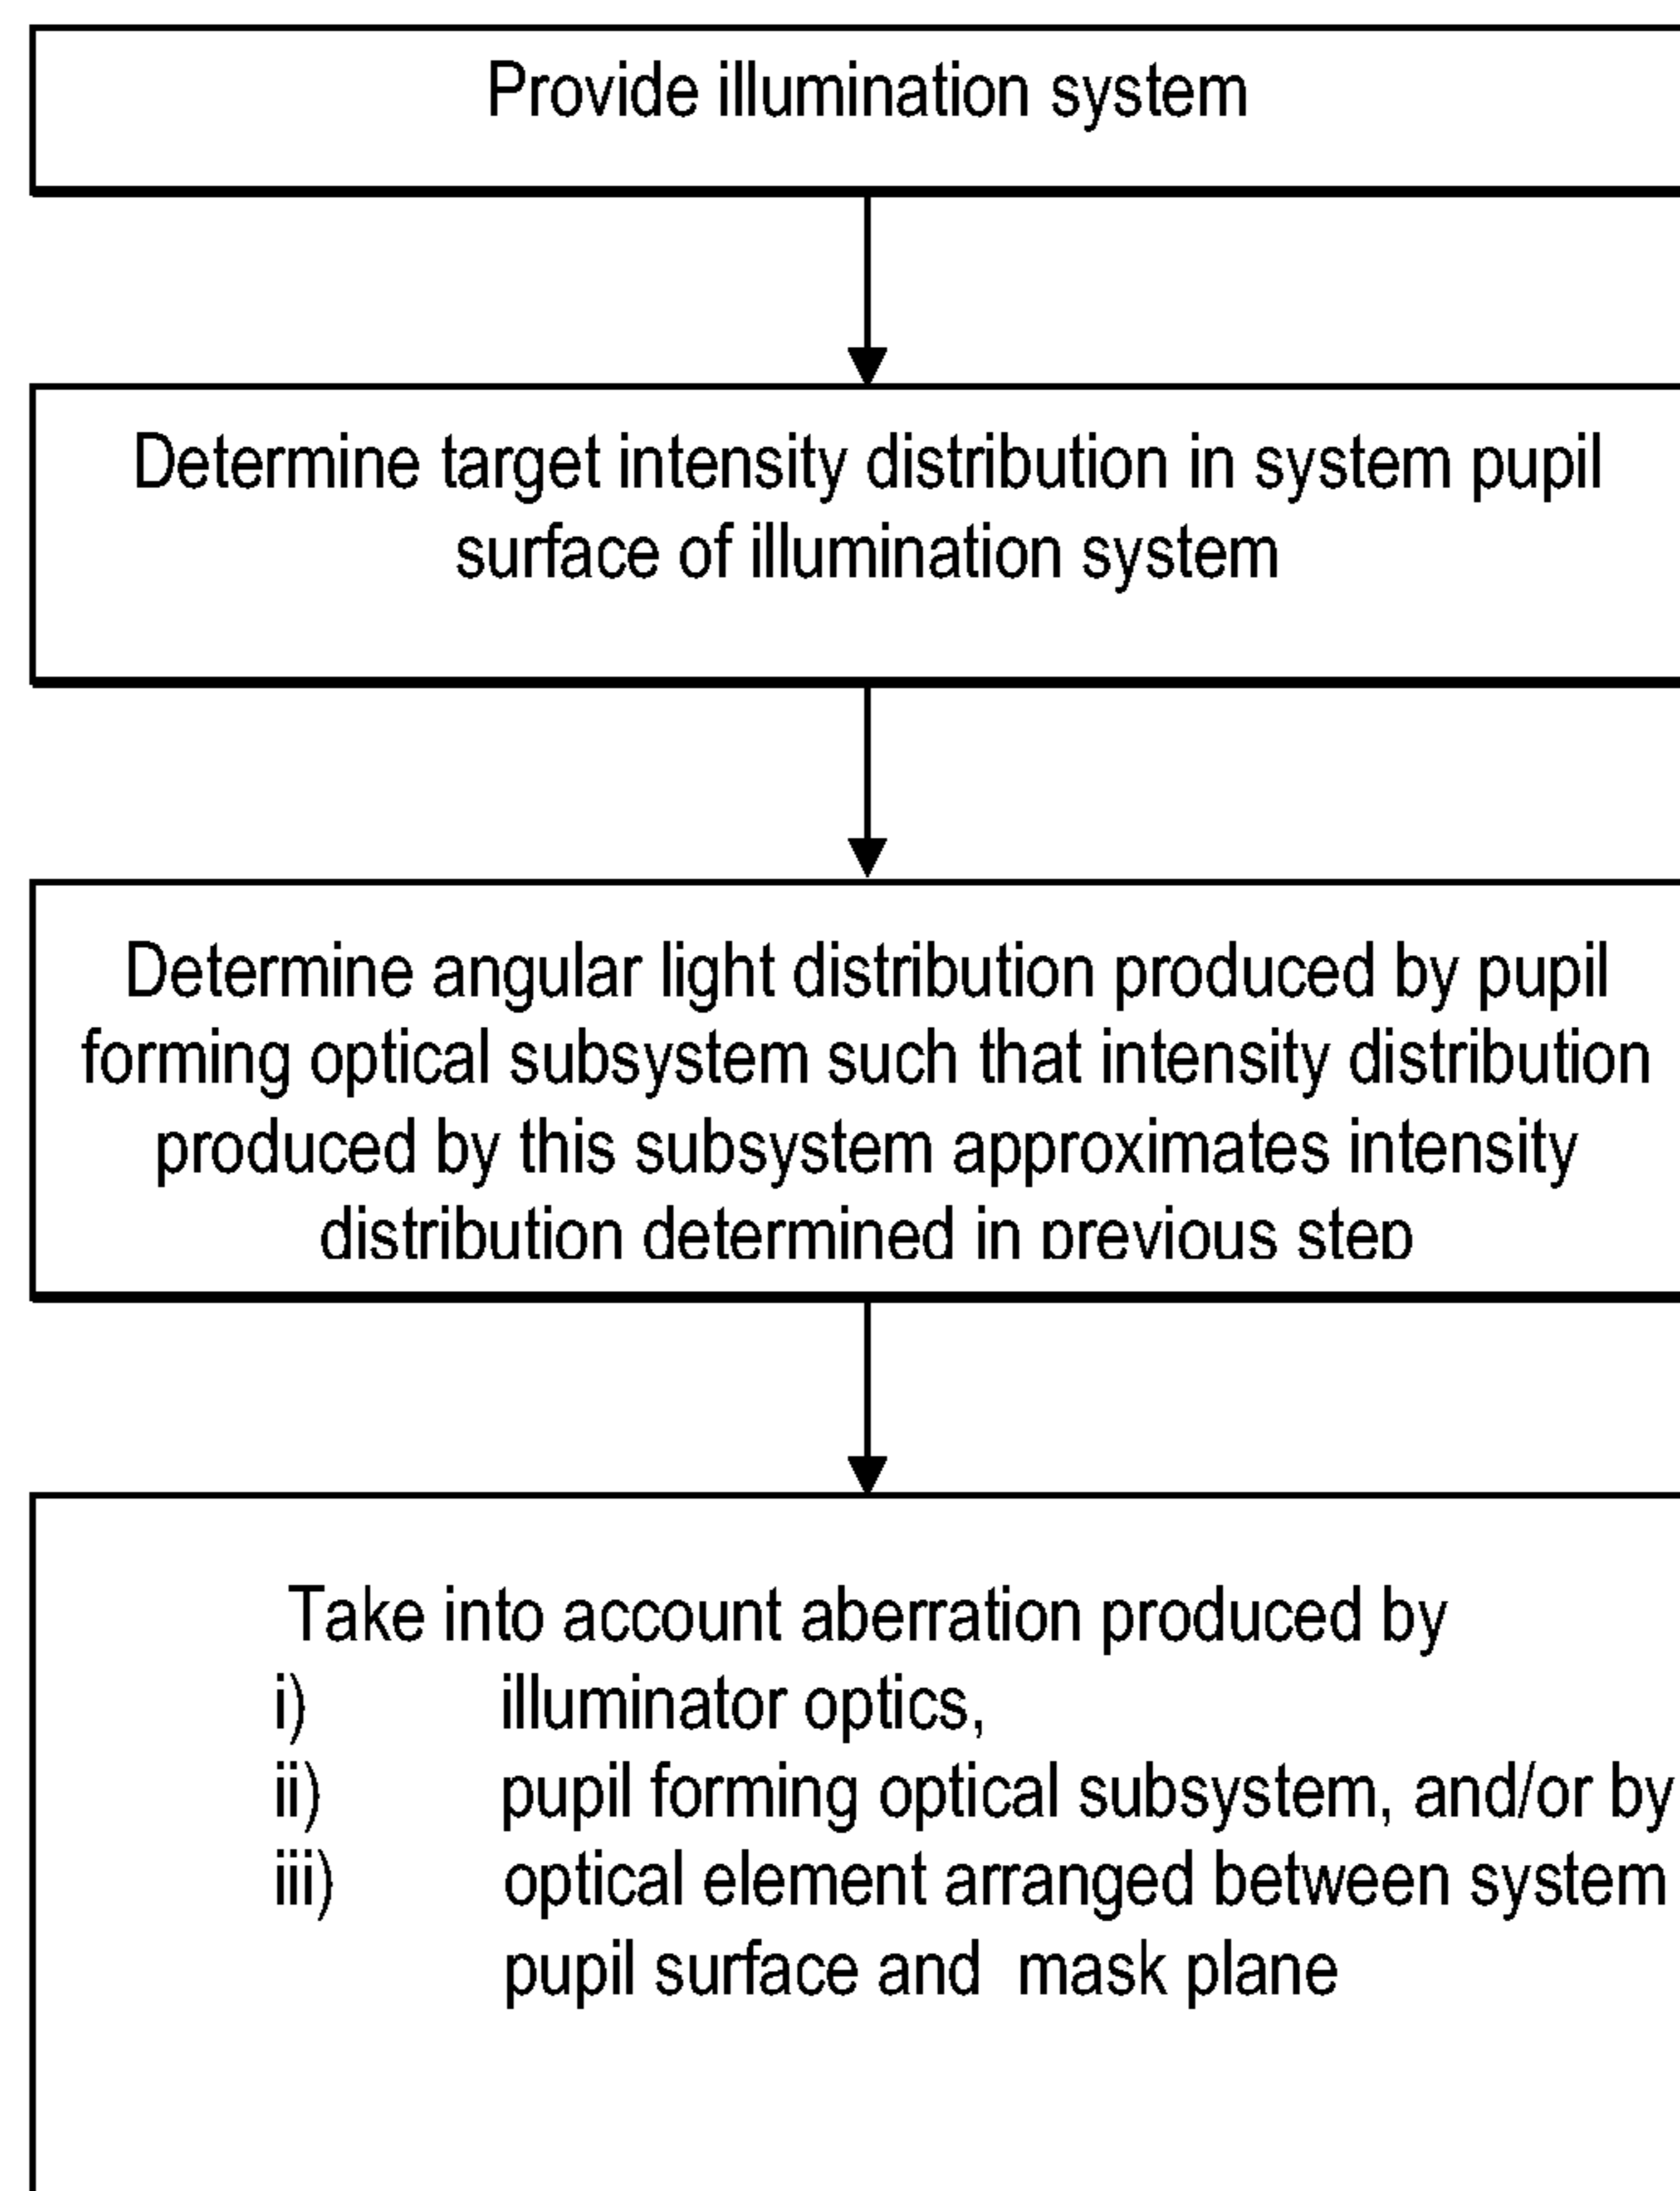 Provide illumination system
Determine target intensity distribution in system pupil
surface of illumination system
Determine angular light distribution produced by pupil
forming optical subsystem such that intensity distribution
produced by this subsystem approximates intensity
distribution determined in previous step
Take into account aberration produced by
i) illuminator optics,
ii) pupil forming optical subsystem, and/or by
iii) optical element arranged between system
pupil surface and mask plane